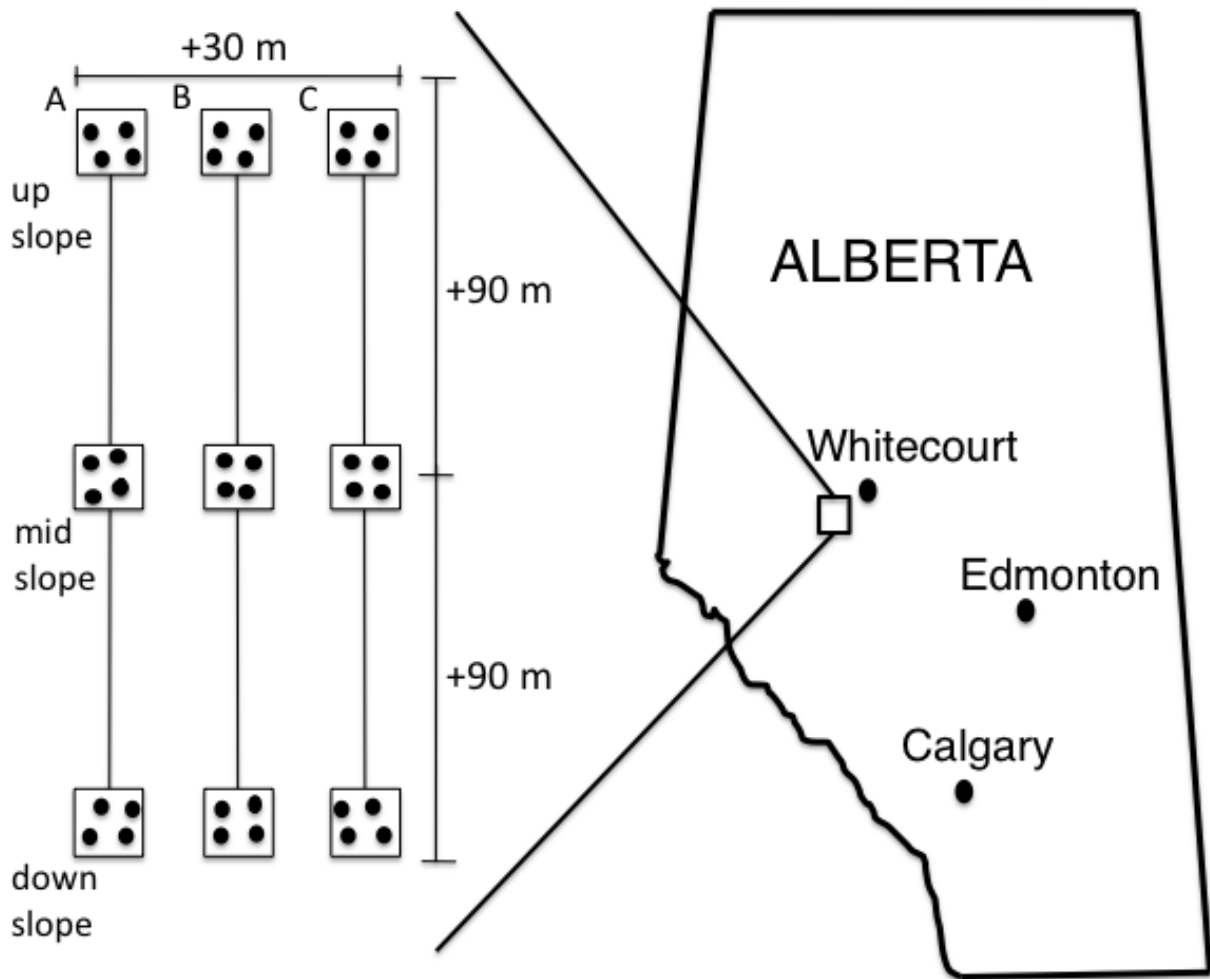 +30 m
A
B
C
up
slope
+90 m
mid
slope
+90 m
down
slope
ALBERTA
Whitecourt
Edmonton
Calgary